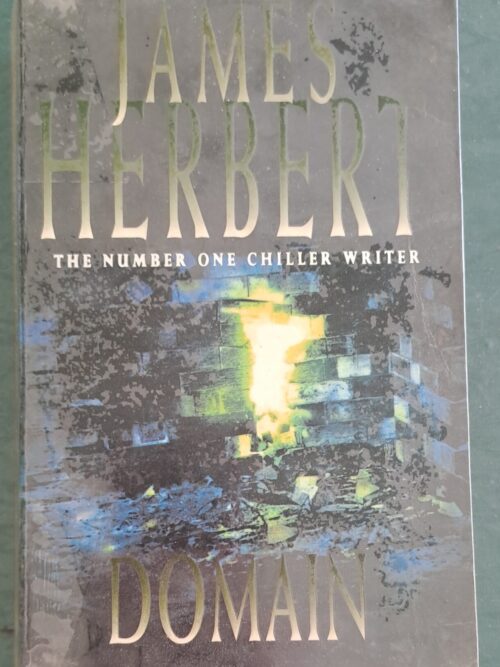 JAMES
HERBERT
THE NUMBER ONE CHILLER WRITER
DOMAIN